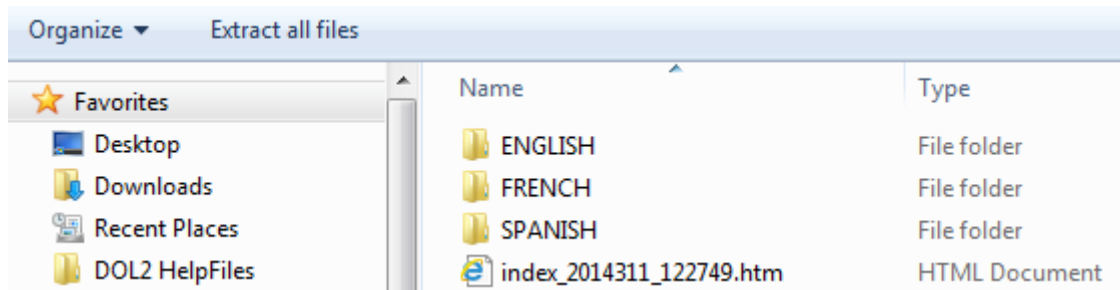 Organize Extract all files
Name Type
Favorites
Desktop ENGLISH File folder
Downloads FRENCH File folder
Recent Places SPANISH File folder
DOL2 HelpFiles index_2014311_122749.htm HTML Document